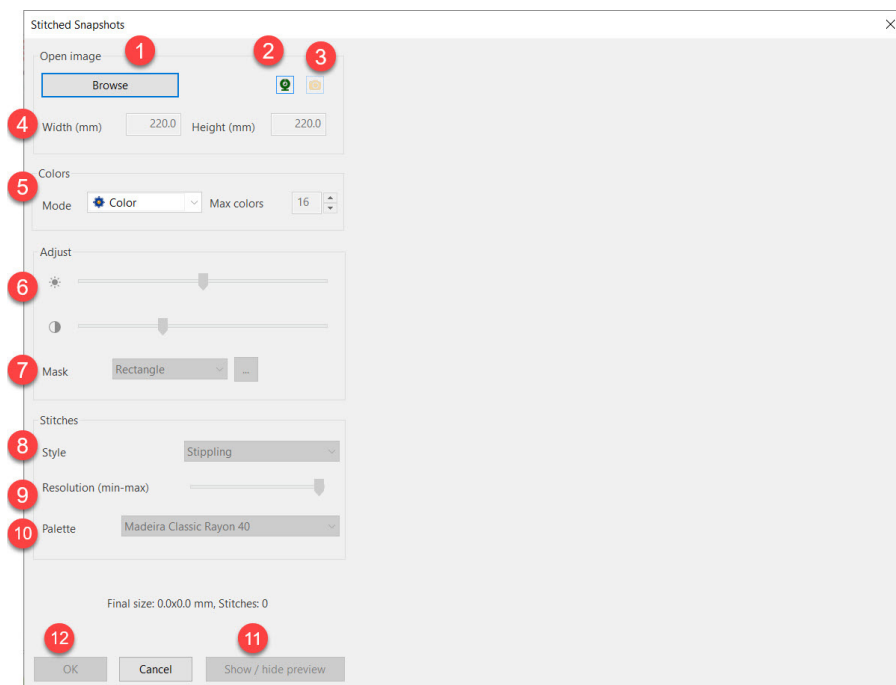 Stitched Snapshots
1 2 3
Open image
Browse
4 Width (mm) 220.0 Height (mm) 220.0
Colors
5
Mode Color Max colors 16
Adjust
6
7 Mask Rectangle ...
Stitches
8 Style Stippling
9 Resolution (min-max)
10 Palette Madeira Classic Rayon 40
Final size: 0.0x0.0 mm, Stitches: 0
12 11
OK Cancel Show / hide preview